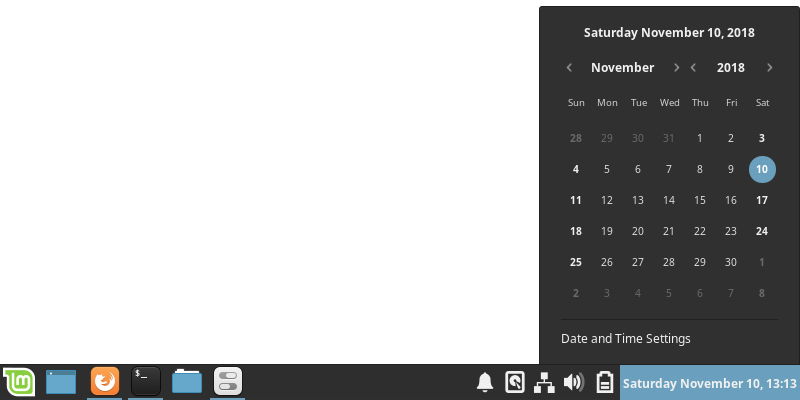 Saturday November 10, 2018
November 2018
Sun Mon Tue Wed Thu Fri Sat
28 29 30 31 1 2 3
4 5 6 7 8 9 10
11 12 13 14 15 16 17
18 19 20 21 22 23 24
25 26 27 28 29 30 1
2 3 4 5 6 7 8
Date and Time Settings
$_
Saturday November 10, 13:13